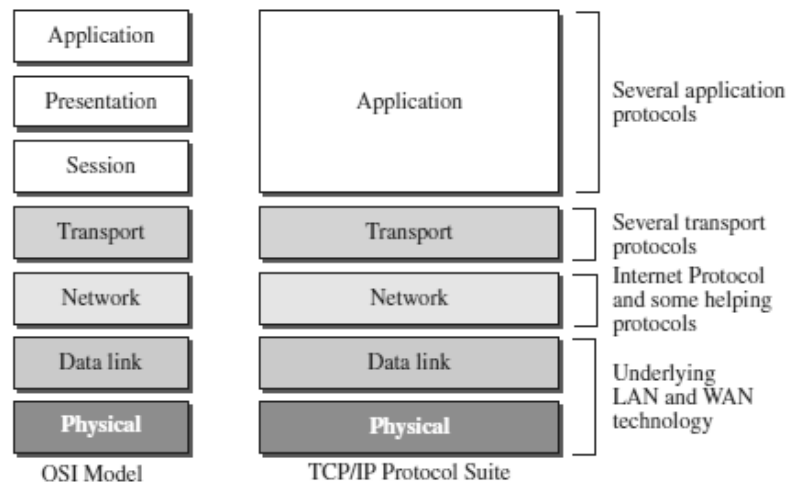 Application
Presentation
Session
Transport
Network
Data link
Physical
OSI Model
Application
Transport
Network
Data link
Physical
TCP/IP Protocol Suite
Several application
protocols
Several transport
protocols
Internet Protocol
and some helping
protocols
Underlying
LAN and WAN
technology